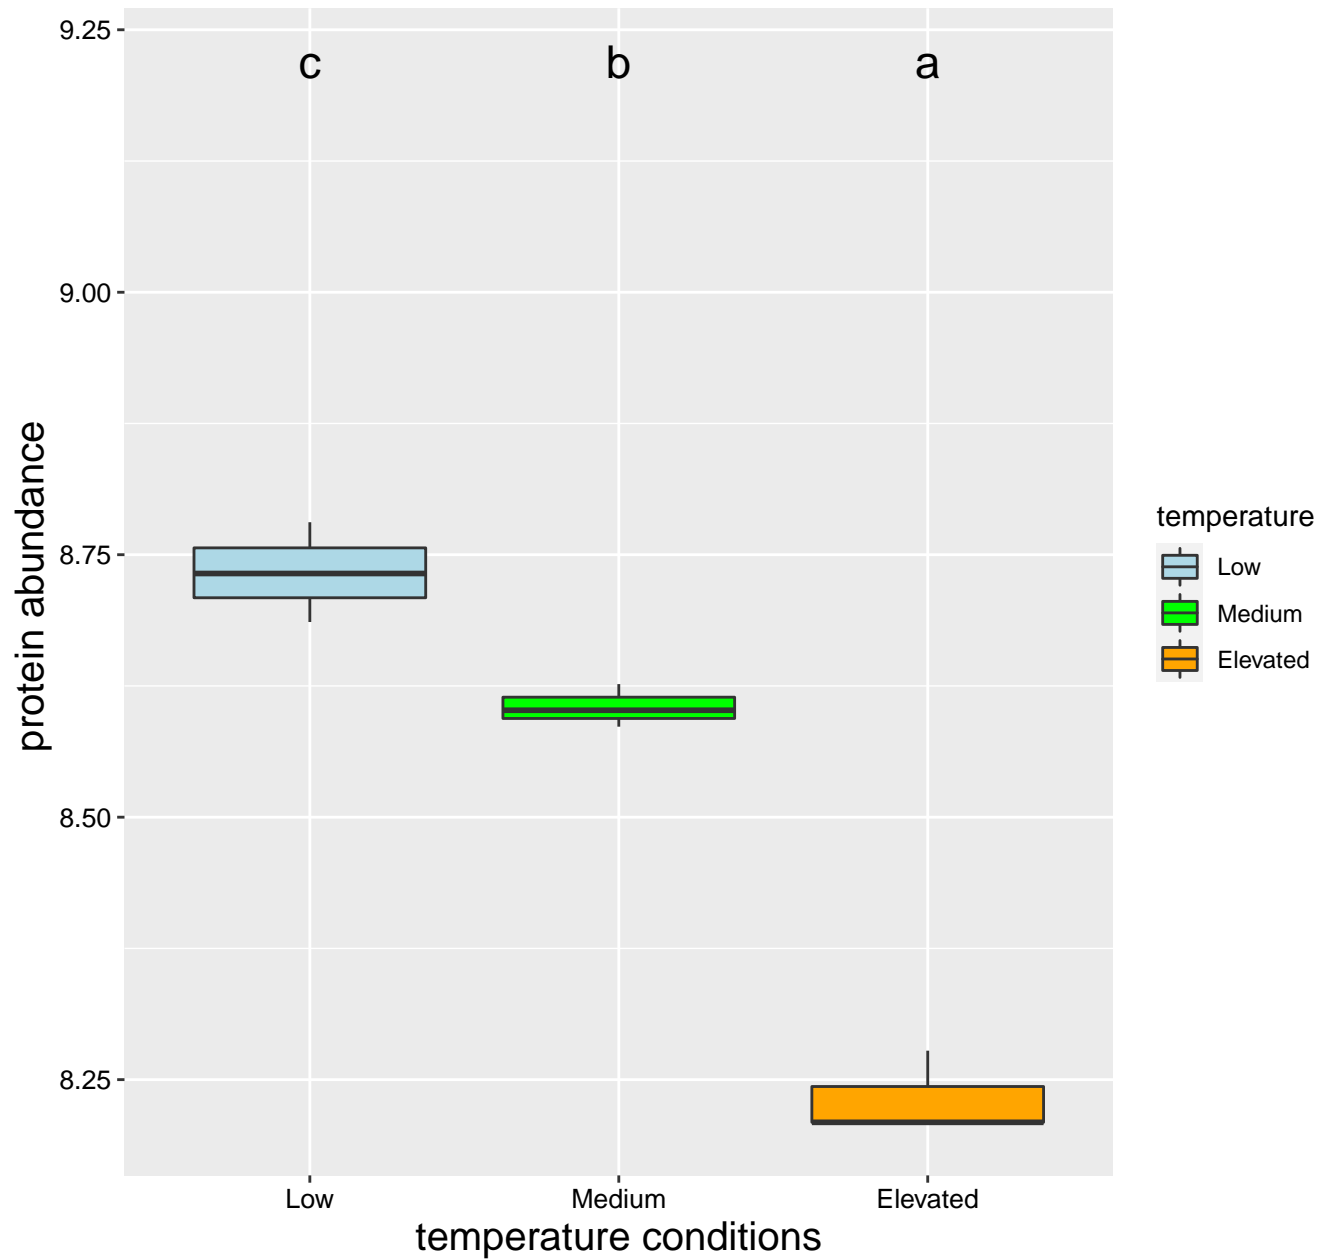 9.25
9.00
8.75
8.50
8.25
protein abundance
c b a
Low Medium Elevated
temperature conditions
temperature
Low
Medium
Elevated